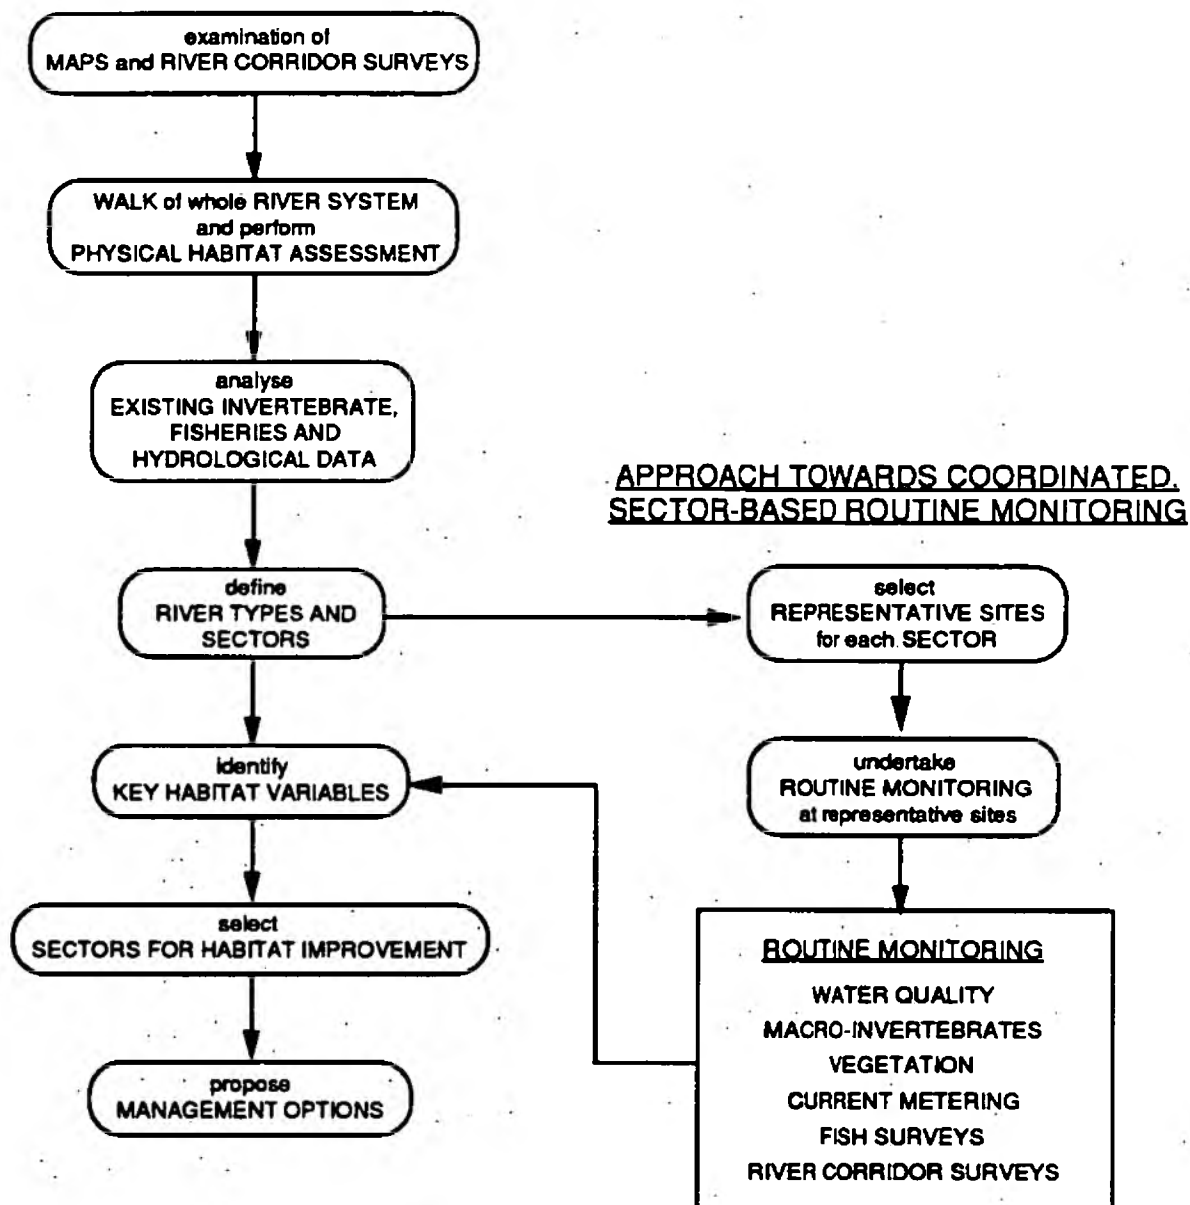 examination of
MAPS and RIVER CORRIDOR SURVEYS
WALK of whole RIVER SYSTEM
and perform
PHYSICAL HABITAT ASSESSMENT
analyse
EXISTING INVERTEBRATE,
FISHERIES AND
HYDROLOGICAL DATA
define
RIVER TYPES AND
SECTORS
identify
KEY HABITAT VARIABLES
select
SECTORS FOR HABITAT IMPROVEMENT
propose
MANAGEMENT OPTIONS
APPROACH TOWARDS COORDINATED,
SECTOR-BASED ROUTINE MONITORING
select
REPRESENTATIVE SITES
for each SECTOR
undertake
ROUTINE MONITORING
at representative sites
ROUTINE MONITORING
WATER QUALITY
MACRO-INVERTEBRATES
VEGETATION
CURRENT METERING
FISH SURVEYS
RIVER CORRIDOR SURVEYS